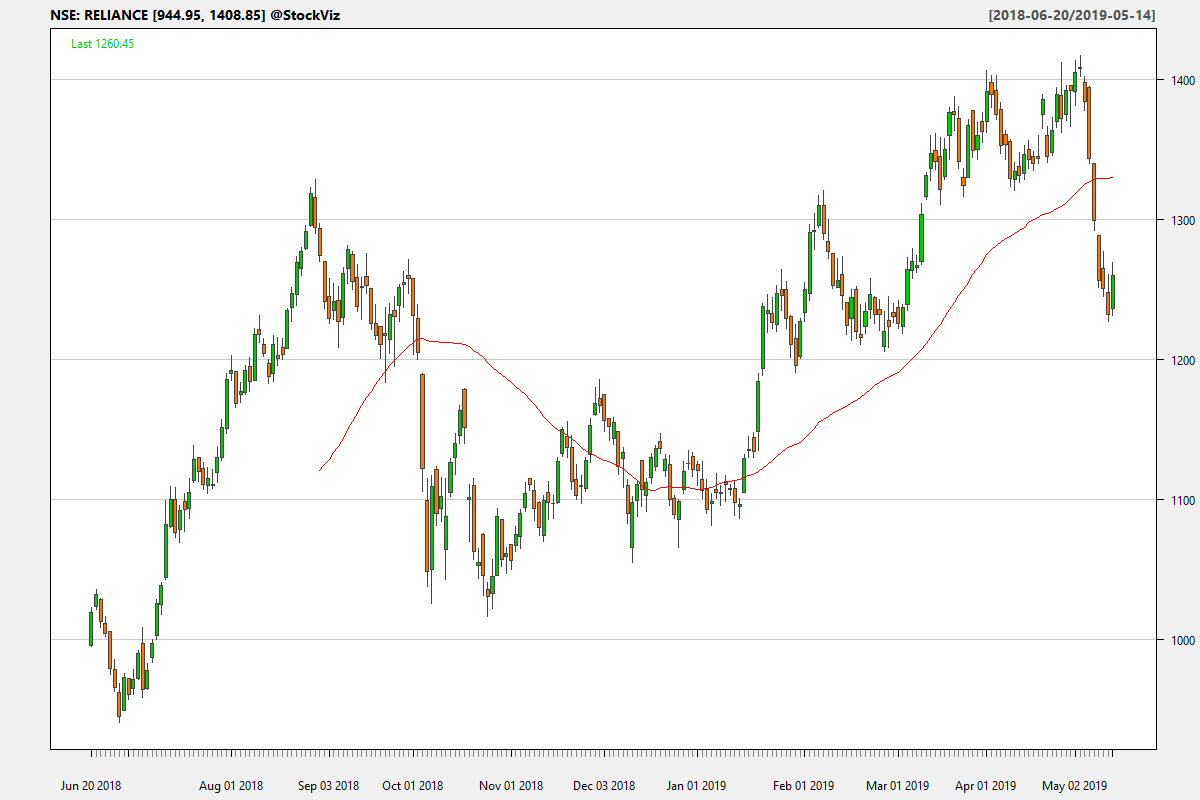 NSE: RELIANCE [944.95, 1408.85] @StockViz
[2018-06-20/2019-05-14]
Last 1260.45
1400
1300
1200
1100
1000
Jun 20 2018 Aug 01 2018 Sep 03 2018 Oct 01 2018 Nov 01 2018 Dec 03 2018 Jan 01 2019 Feb 01 2019 Mar 01 2019 Apr 01 2019 May 02 2019